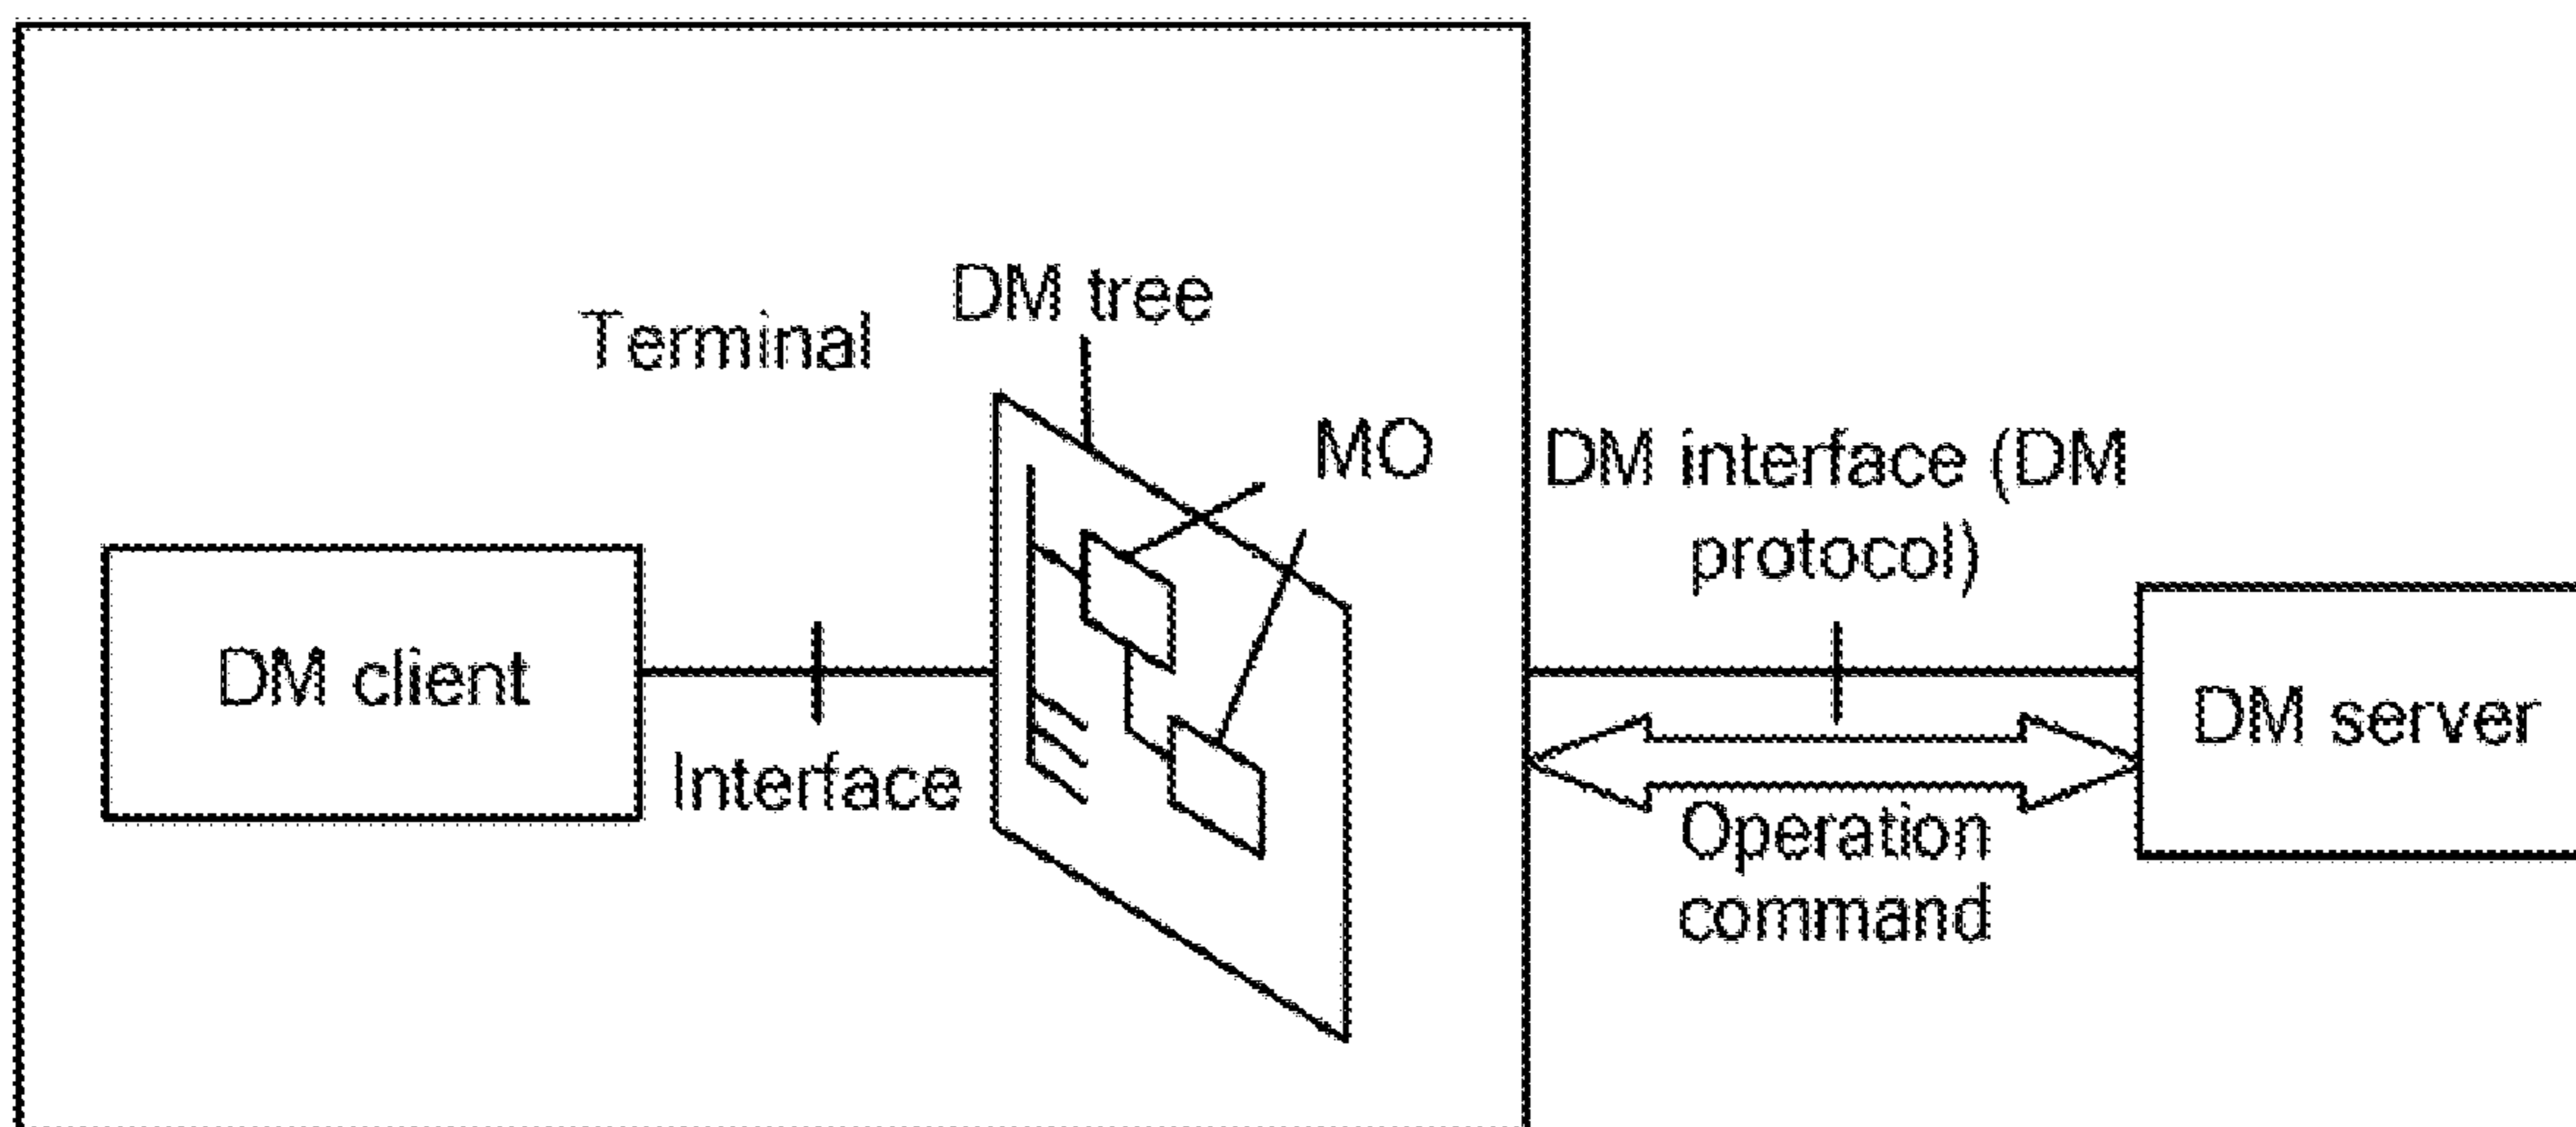 DM tree
Terminal
MO
DM interface (DM
protocol)
DM client
DM server
Interface
Operation
command